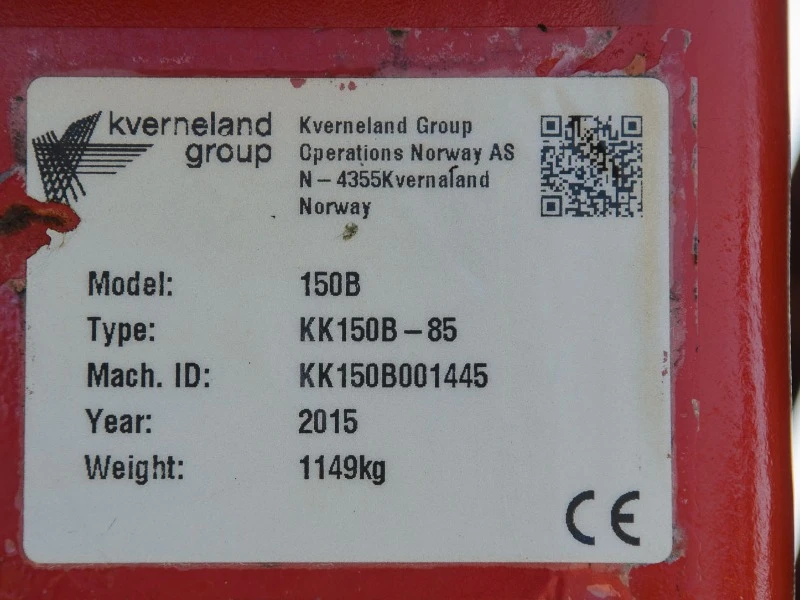 kverneland
group
Kverneland Group
Operations Norway AS
N-4355Kvernaland
Norway
Model: 150B
Type: KK150B-85
Mach. ID: KK150B001445
Year: 2015
Weight: 1149kg
CE